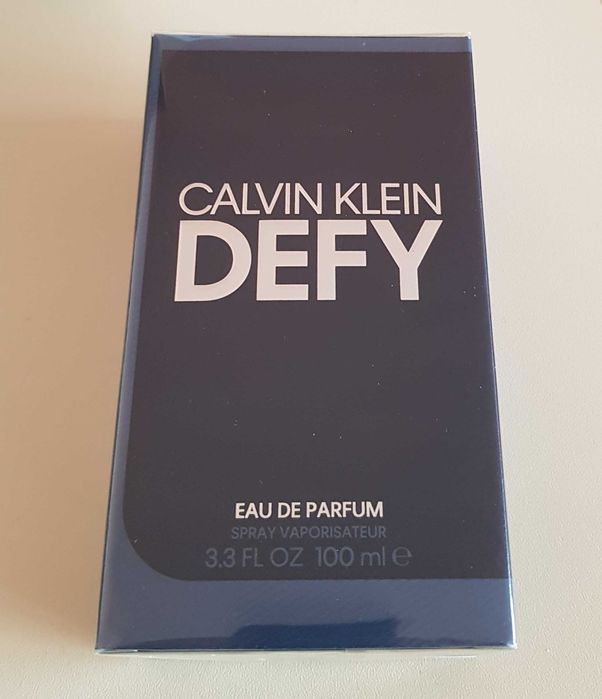 CALVIN KLEIN
DEFY
EAU DE PARFUM
SPRAY VAPORISATEUR
3.3 FL OZ 100 ml ℮